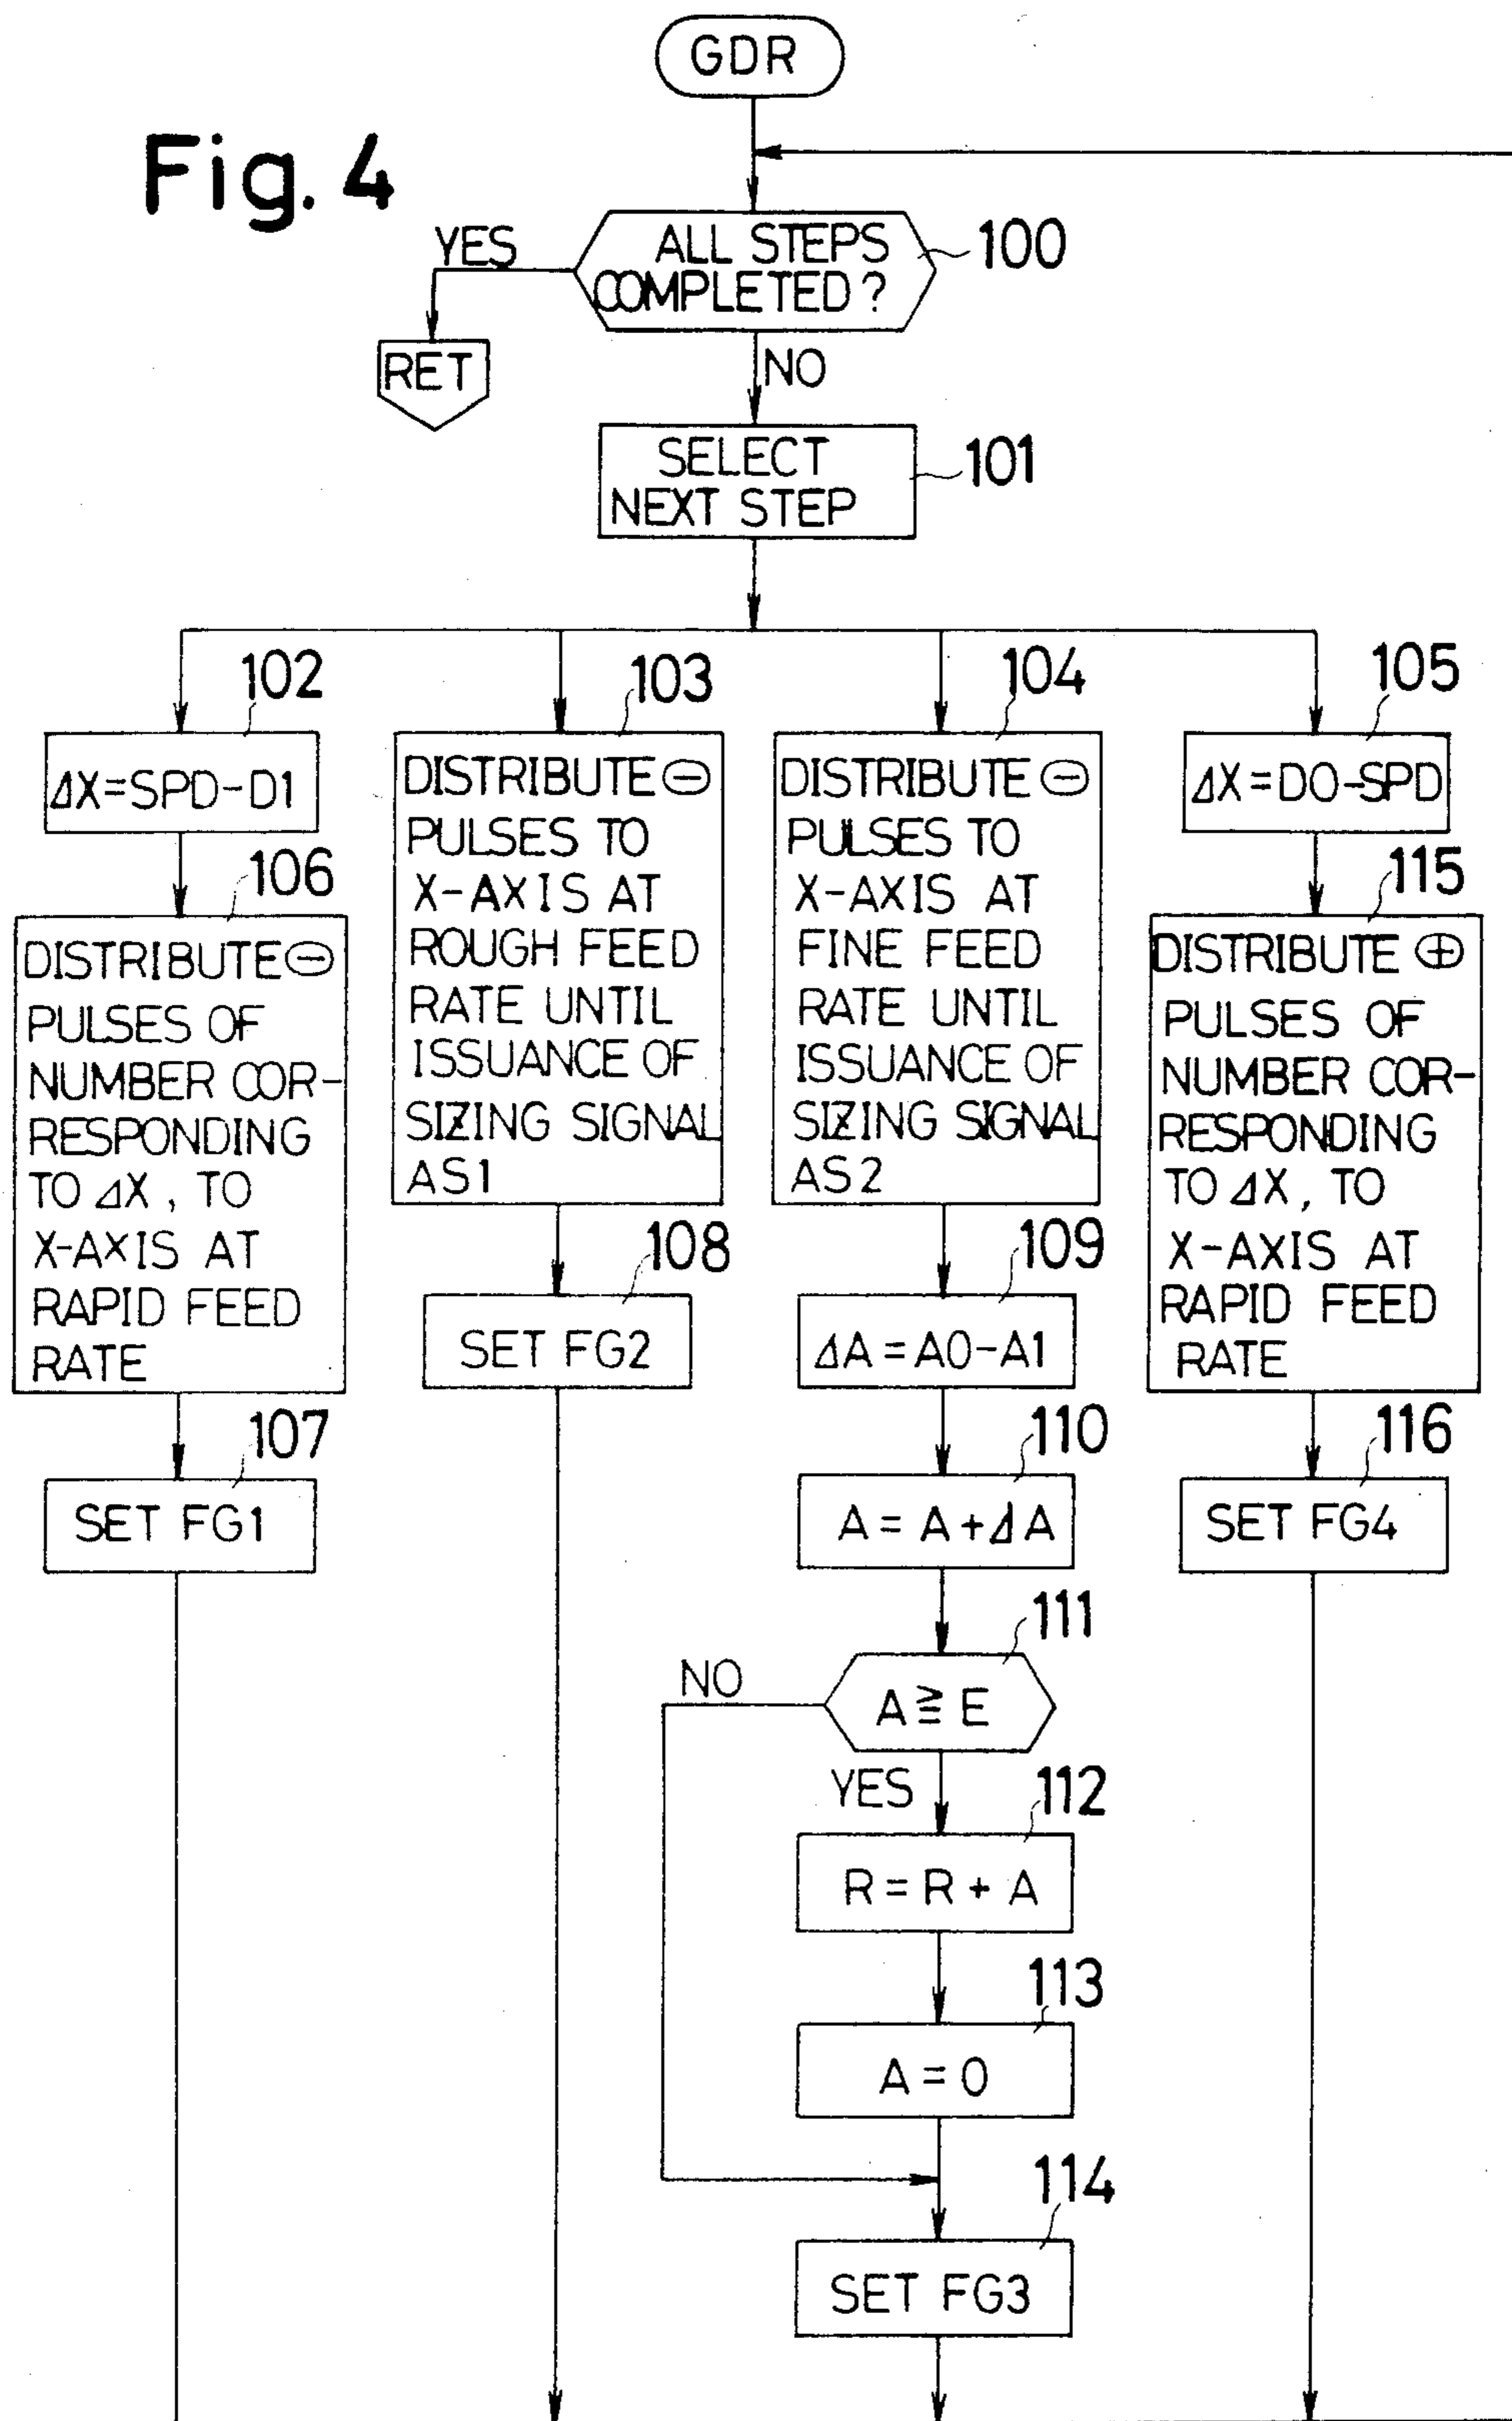 GDR
Fig. 4
YES
ALL STEPS
COMPLETED ?
100
RET
NO
SELECT
NEXT STEP
101
102
ΔX=SPD-D1
106
DISTRIBUTE ⊖
PULSES OF
NUMBER COR-
RESPONDING
TO ΔX, TO
X-AXIS AT
RAPID FEED
RATE
107
SET FG1
103
DISTRIBUTE ⊖
PULSES TO
X-AXIS AT
ROUGH FEED
RATE UNTIL
ISSUANCE OF
SIZING SIGNAL
AS1
108
SET FG2
104
DISTRIBUTE ⊖
PULSES TO
X-AXIS AT
FINE FEED
RATE UNTIL
ISSUANCE OF
SIZING SIGNAL
AS2
109
ΔA=A0-A1
110
A = A+ΔA
111
NO
A ≧ E
YES
112
R = R + A
113
A = 0
114
SET FG3
105
ΔX=D0-SPD
115
DISTRIBUTE ⊕
PULSES OF
NUMBER COR-
RESPONDING
TO ΔX, TO
X-AXIS AT
RAPID FEED
RATE
116
SET FG4